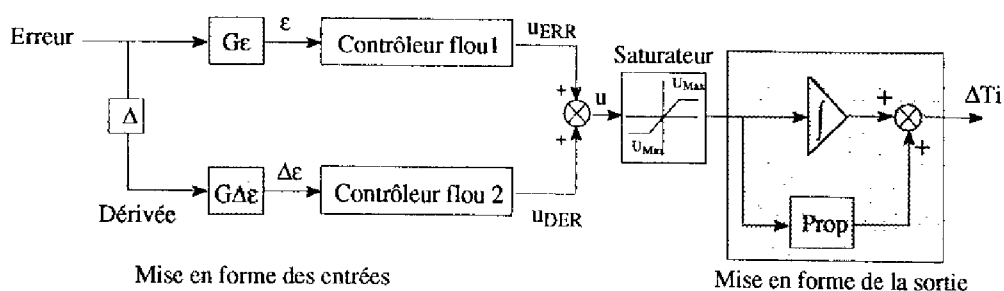 Erreur
Gε
ε
Contrôleur flou1
uERR
Saturateur
UMax
UMax
u
+
+
∫
+
+
ΔTi
Δ
Dérivée
GΔε
Δε
Contrôleur flou 2
uDER
Prop
Mise en forme des entrées
Mise en forme de la sortie